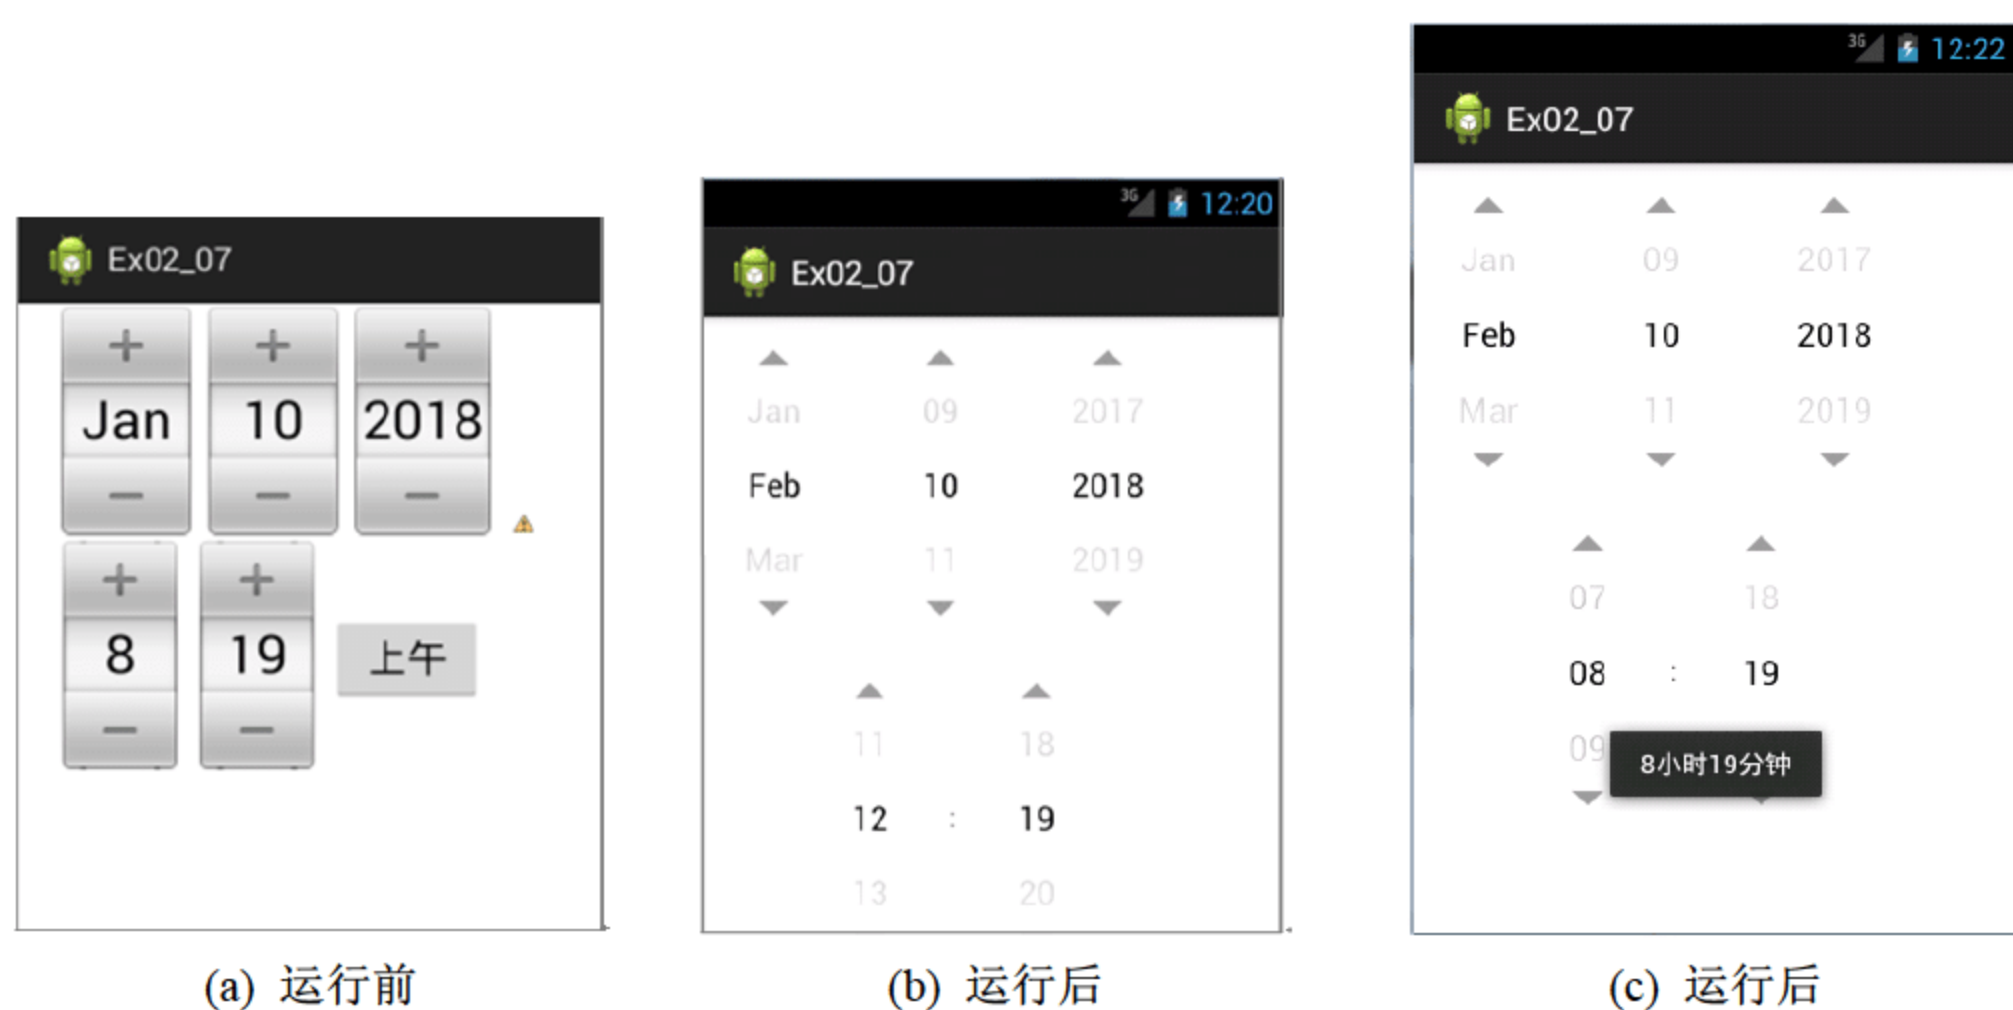 Ex02_07
Jan 10 2018
8 19 上午
(a) 运行前
3G 12:20
Ex02_07
Jan 09 2017
Feb 10 2018
Mar 11 2019
11 18
12 : 19
13 20
(b) 运行后
3G 12:22
Ex02_07
Jan 09 2017
Feb 10 2018
Mar 11 2019
07 18
08 : 19
09
8小时19分钟
(c) 运行后